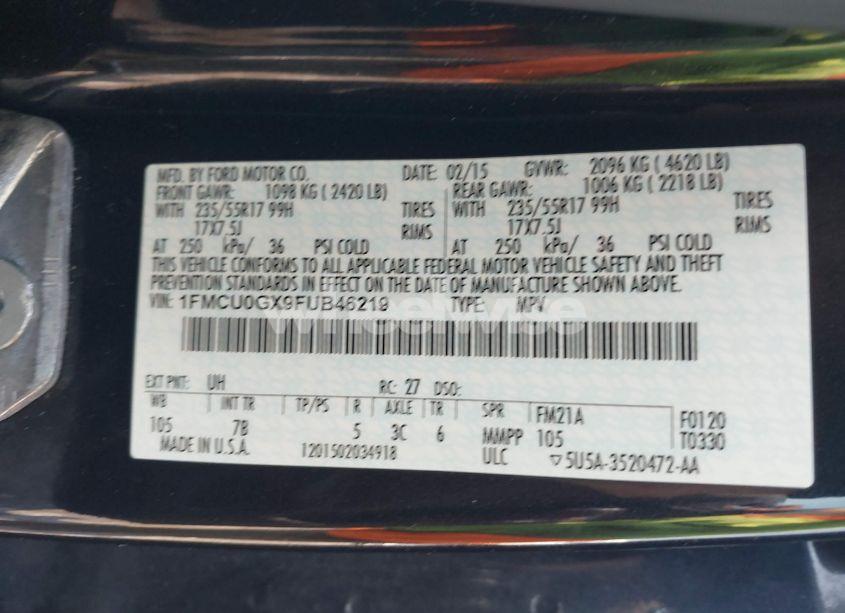 MFD. BY FORD MOTOR CO. DATE: 02/15 GVWR: 2096 KG ( 4620 LB)
FRONT GAWR: 1098 KG ( 2420 LB) REAR GAWR: 1006 KG ( 2218 LB)
WITH 235/55R17 99H TIRES WITH 235/55R17 99H TIRES
17X7.5J RIMS 17X7.5J RIMS
AT 250 kPa/ 36 PSI COLD AT 250 kPa/ 36 PSI COLD
THIS VEHICLE CONFORMS TO ALL APPLICABLE FEDERAL MOTOR VEHICLE SAFETY AND THEFT
PREVENTION STANDARDS IN EFFECT ON THE DATE OF MANUFACTURE SHOWN ABOVE.
VIN: 1FMCU0GX9FUB46219 TYPE: MPV
wheelwise
EXT PNT: UH RC: 27 DSO:
WB INT TR TP/PS R AXLE TR SPR FM21A F0120
105 7B 5 3C 6 MMPP 105 T0330
MADE IN U.S.A. 1201502034918 ULC ▽5U5A-3520472-AA